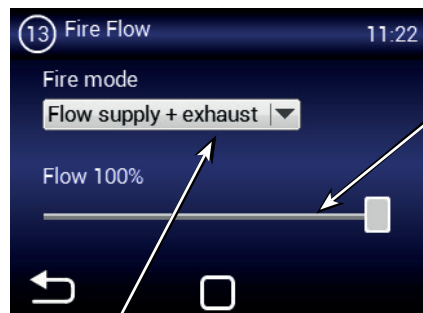 13 Fire Flow 11:22
Fire mode
Flow supply + exhaust
Flow 100%